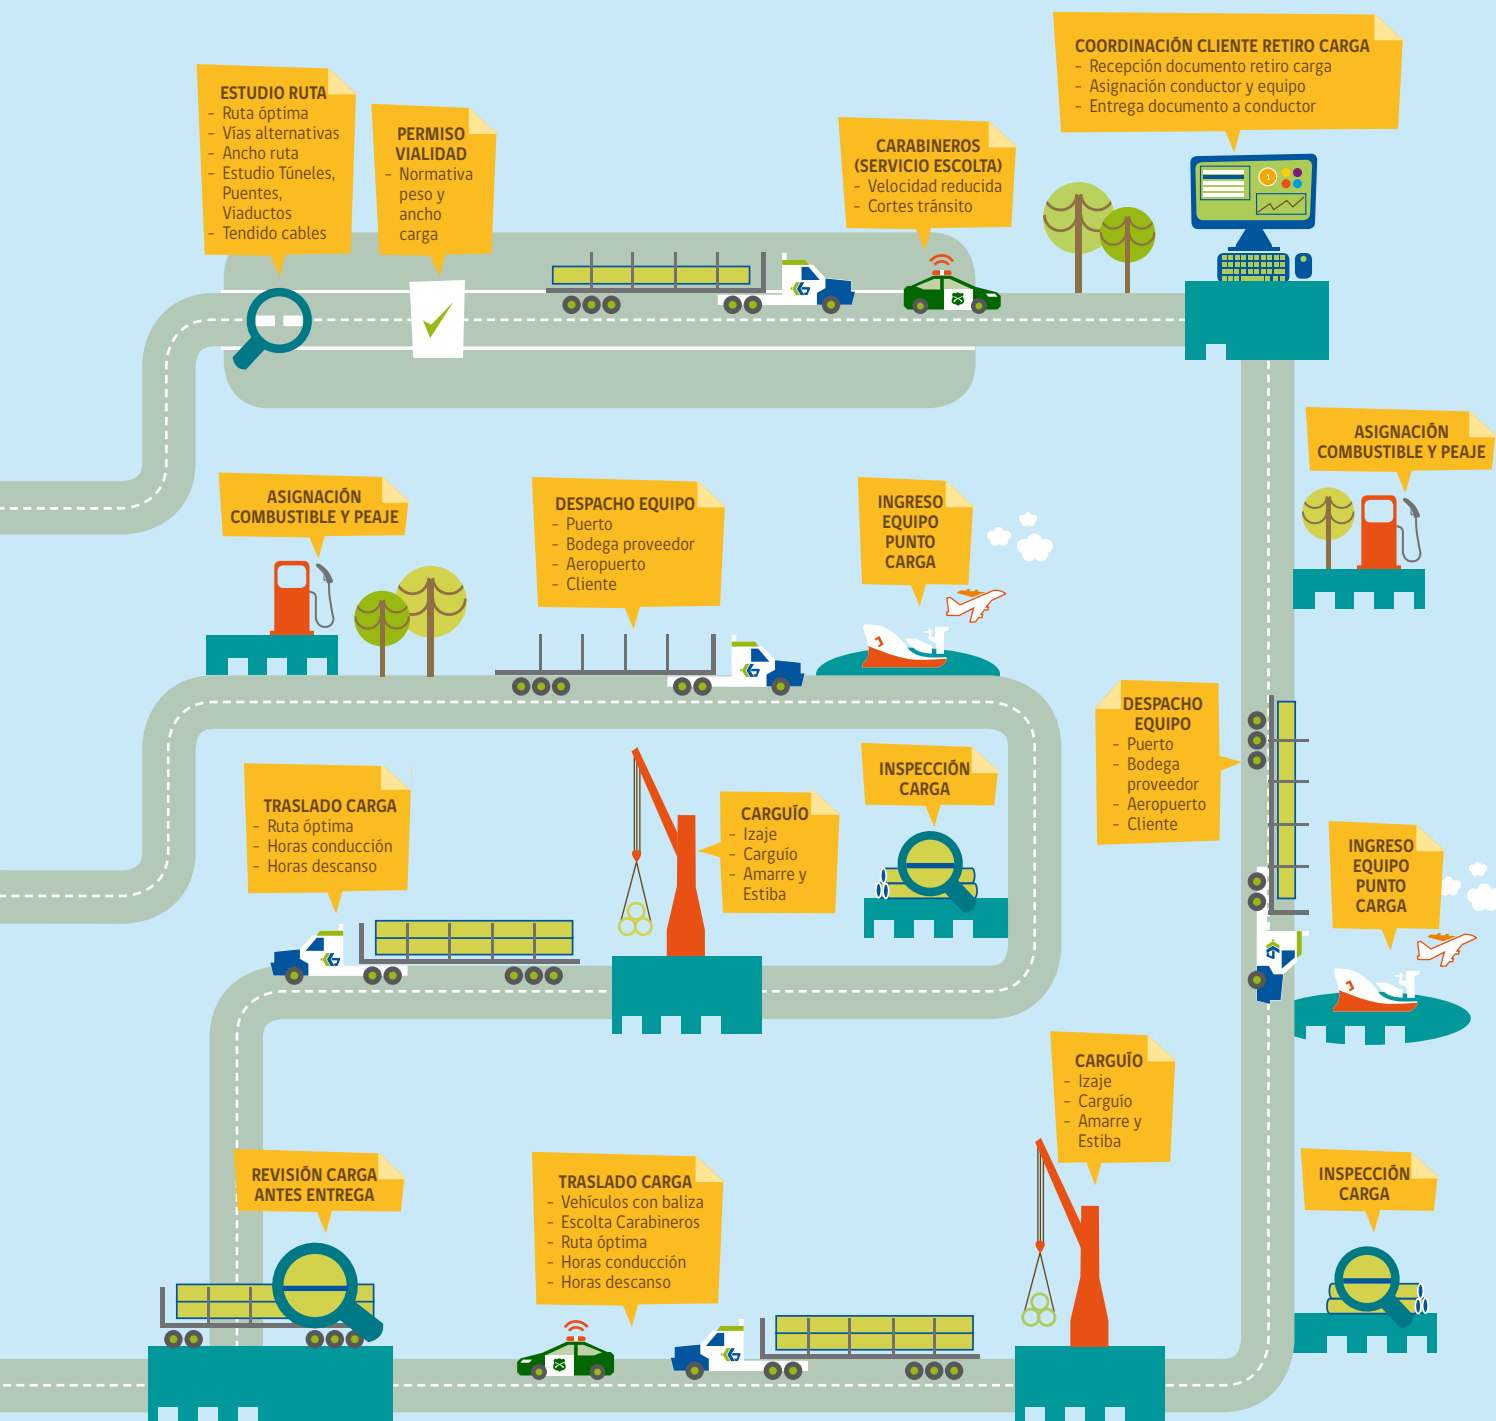 COORDINACIÓN CLIENTE RETIRO CARGA
- Recepción documento retiro carga
- Asignación conductor y equipo
- Entrega documento a conductor
ESTUDIO RUTA
- Ruta óptima
- Vías alternativas
- Ancho ruta
- Estudio Túneles,
Puentes,
Viaductos
- Tendido cables
PERMISO
VIALIDAD
- Normativa
peso y
ancho
carga
CARABINEROS
(SERVICIO ESCOLTA)
- Velocidad reducida
- Cortes tránsito
1
ASIGNACIÓN
COMBUSTIBLE Y PEAJE
ASIGNACIÓN
COMBUSTIBLE Y PEAJE
DESPACHO EQUIPO
- Puerto
- Bodega proveedor
- Aeropuerto
- Cliente
INGRESO
EQUIPO
PUNTO
CARGA
DESPACHO
EQUIPO
- Puerto
- Bodega
proveedor
- Aeropuerto
- Cliente
TRASLADO CARGA
- Ruta óptima
- Horas conducción
- Horas descanso
CARGUÍO
- Izaje
- Carguío
- Amarre y
Estiba
INSPECCIÓN
CARGA
INGRESO
EQUIPO
PUNTO
CARGA
CARGUÍO
- Izaje
- Carguío
- Amarre y
Estiba
REVISIÓN CARGA
ANTES ENTREGA
TRASLADO CARGA
- Vehículos con baliza
- Escolta Carabineros
- Ruta óptima
- Horas conducción
- Horas descanso
INSPECCIÓN
CARGA